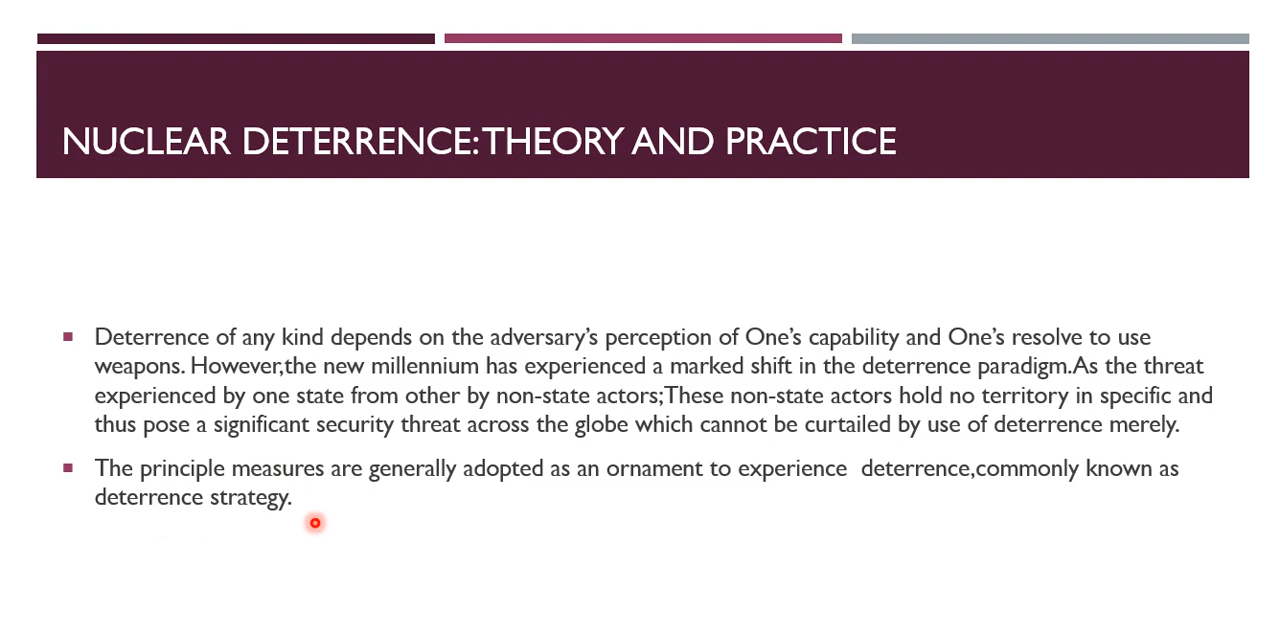 NUCLEAR DETERRENCE:THEORY AND PRACTICE
Deterrence of any kind depends on the adversary's perception of One's capability and One's resolve to use
weapons. However,the new millennium has experienced a marked shift in the deterrence paradigm.As the threat
experienced by one state from other by non-state actors;These non-state actors hold no territory in specific and
thus pose a significant security threat across the globe which cannot be curtailed by use of deterrence merely.
The principle measures are generally adopted as an ornament to experience  deterrence,commonly known as
deterrence strategy.